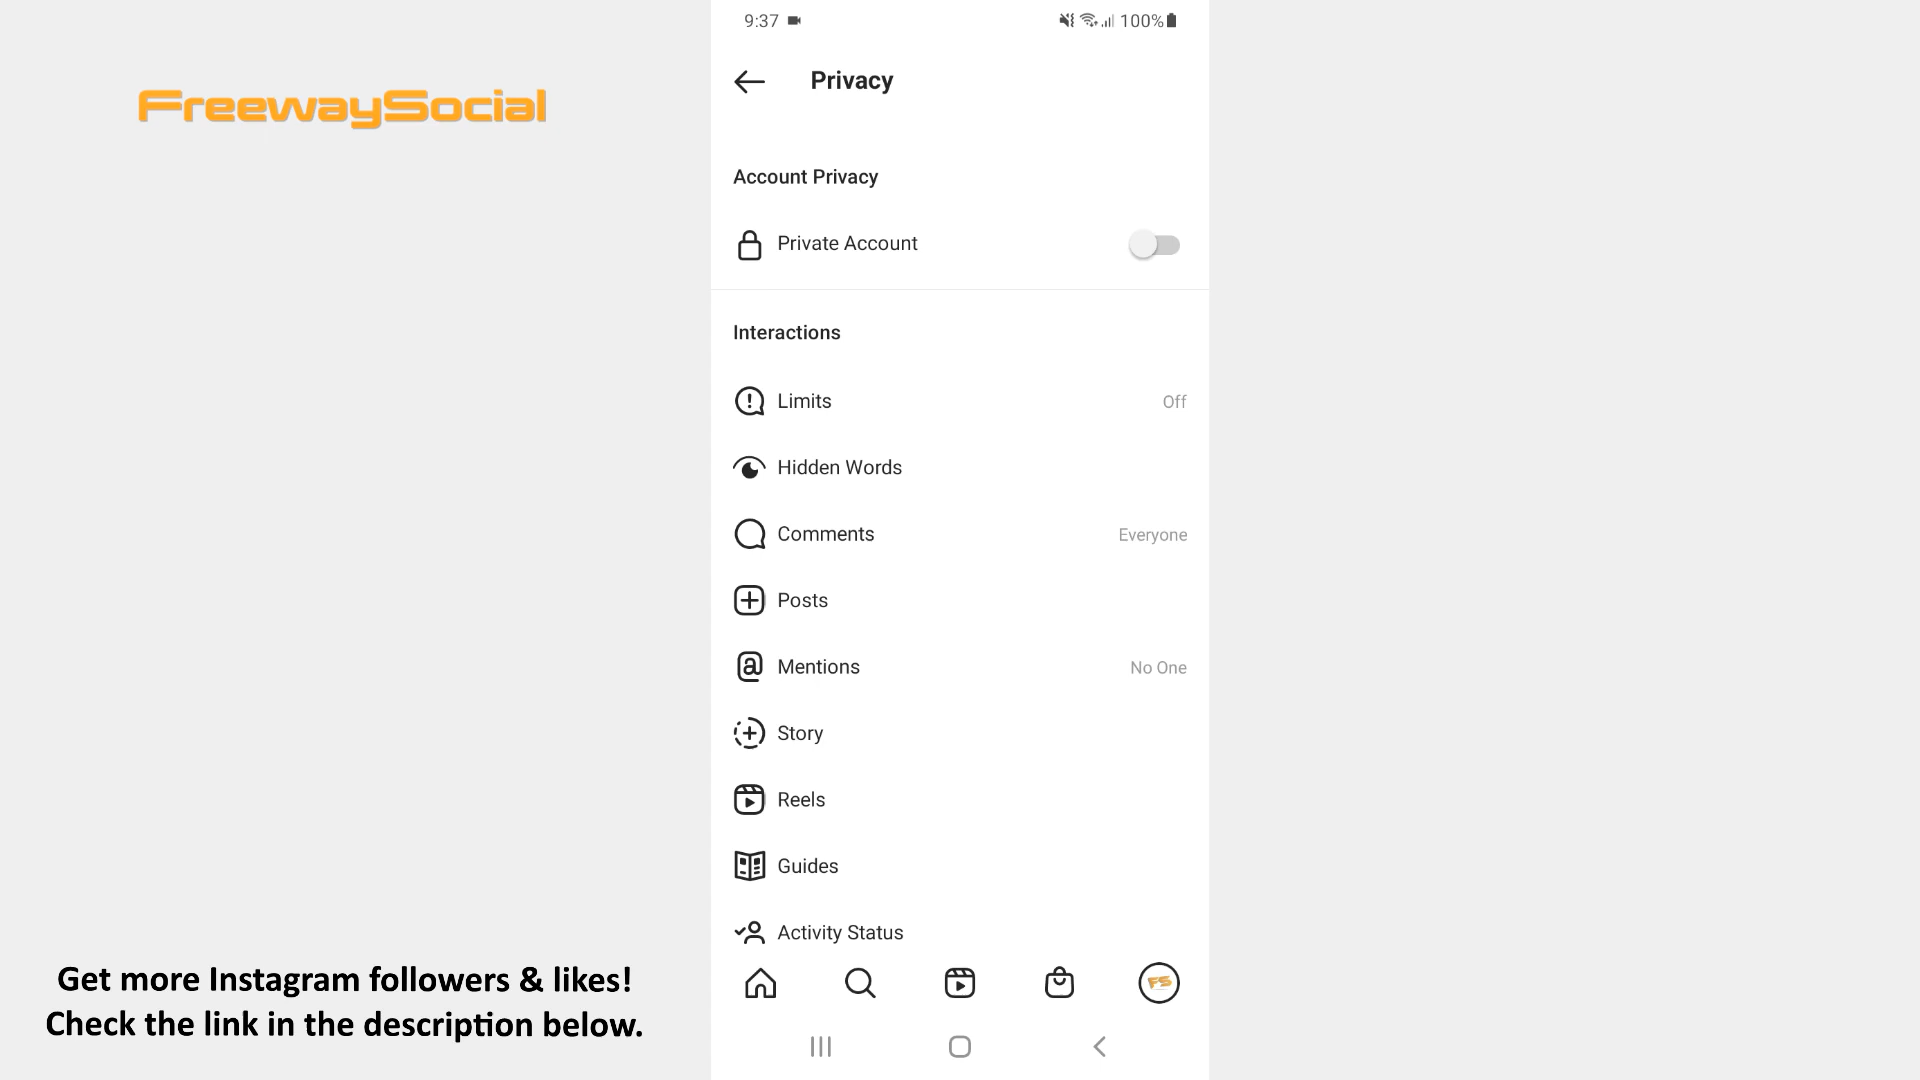 9:37
100%
FreewaySocial
Privacy
Account Privacy
Private Account
Interactions
Limits Off
Hidden Words
Comments Everyone
Posts
Mentions No One
Story
Reels
Guides
Activity Status
FS
Get more Instagram followers & likes!
Check the link in the description below.